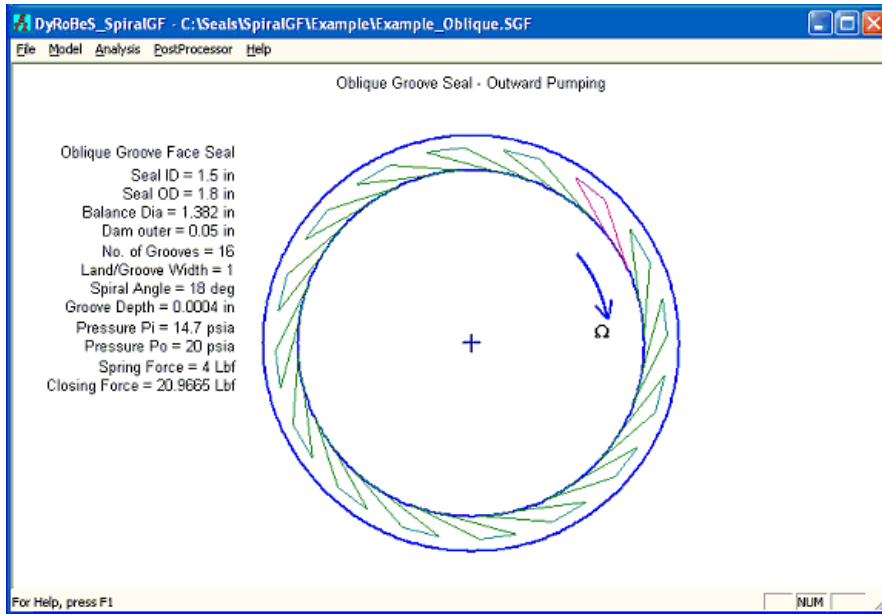 DyRoBeS_SpiralGF - C:\Seals\SpiralGF\Example\Example_Oblique.SGF
File Model Analysis PostProcessor Help
Oblique Groove Seal - Outward Pumping
Oblique Groove Face Seal
Seal ID = 1.5 in
Seal OD = 1.8 in
Balance Dia = 1.382 in
Dam outer = 0.05 in
No. of Grooves = 16
Land/Groove Width = 1
Spiral Angle = 18 deg
Groove Depth = 0.0004 in
Pressure Pi = 14.7 psia
Pressure Po = 20 psia
Spring Force = 4 Lbf
Closing Force = 20.9665 Lbf
Ω
For Help, press F1
NUM